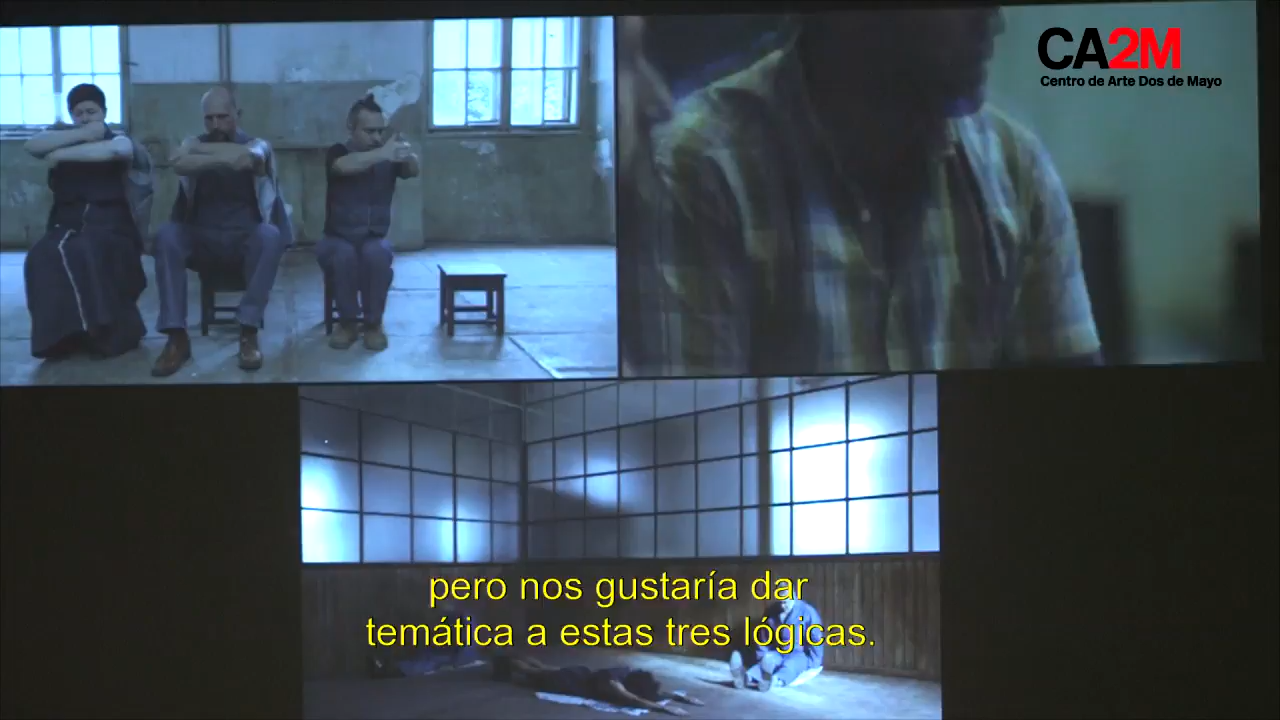 CA2M
Centro de Arte Dos de Mayo
pero nos gustaría dar
temática a estas tres lógicas.